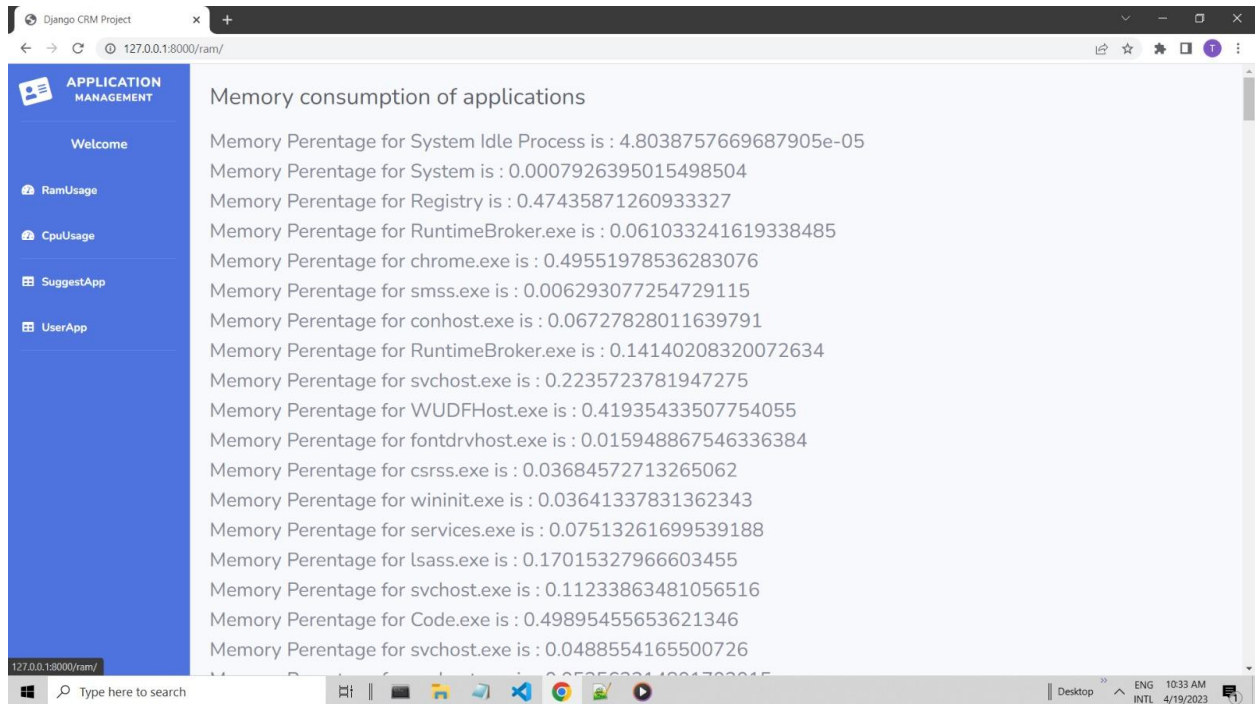 Django CRM Project
127.0.0.1:8000/ram/
T
APPLICATION
MANAGEMENT
Welcome
RamUsage
CpuUsage
SuggestApp
UserApp
Memory consumption of applications
Memory Perentage for System Idle Process is : 4.8038757669687905e-05
Memory Perentage for System is : 0.0007926395015498504
Memory Perentage for Registry is : 0.47435871260933327
Memory Perentage for RuntimeBroker.exe is : 0.061033241619338485
Memory Perentage for chrome.exe is : 0.49551978536283076
Memory Perentage for smss.exe is : 0.006293077254729115
Memory Perentage for conhost.exe is : 0.06727828011639791
Memory Perentage for RuntimeBroker.exe is : 0.14140208320072634
Memory Perentage for svchost.exe is : 0.2235723781947275
Memory Perentage for WUDFHost.exe is : 0.41935433507754055
Memory Perentage for fontdrvhost.exe is : 0.015948867546336384
Memory Perentage for csrss.exe is : 0.03684572713265062
Memory Perentage for wininit.exe is : 0.03641337831362343
Memory Perentage for services.exe is : 0.07513261699539188
Memory Perentage for lsass.exe is : 0.17015327966603455
Memory Perentage for svchost.exe is : 0.11233863481056516
Memory Perentage for Code.exe is : 0.49895455653621346
Memory Perentage for svchost.exe is : 0.0488554165500726
127.0.0.1:8000/ram/
Type here to search
Desktop
ENG 10:33 AM
INTL 4/19/2023
1